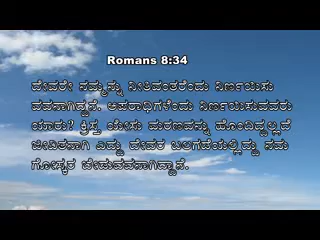 Romans 8:34
ದೇವರೇ ನಮ್ಮನ್ನು ನೀತಿವಂತರೆಂದು ನಿರ್ಣಯಿಸು
ವವನಾಗಿದ್ದಾನೆ. ಅಪರಾಧಿಗಳೆಂದು ನಿರ್ಣಯಿಸುವವರು
ಯಾರು? ಕ್ರಿಸ್ತ ಯೇಸು ಮರಣವನ್ನು ಹೊಂದಿದ್ದಲ್ಲದೆ
ಜೀವಿತನಾಗಿ ಎದ್ದು ದೇವರ ಬಲಗಡೆಯಲ್ಲಿದ್ದು ನಮ
ಗೋಸ್ಕರ ಬೇಡುವವನಾಗಿದ್ದಾನೆ.